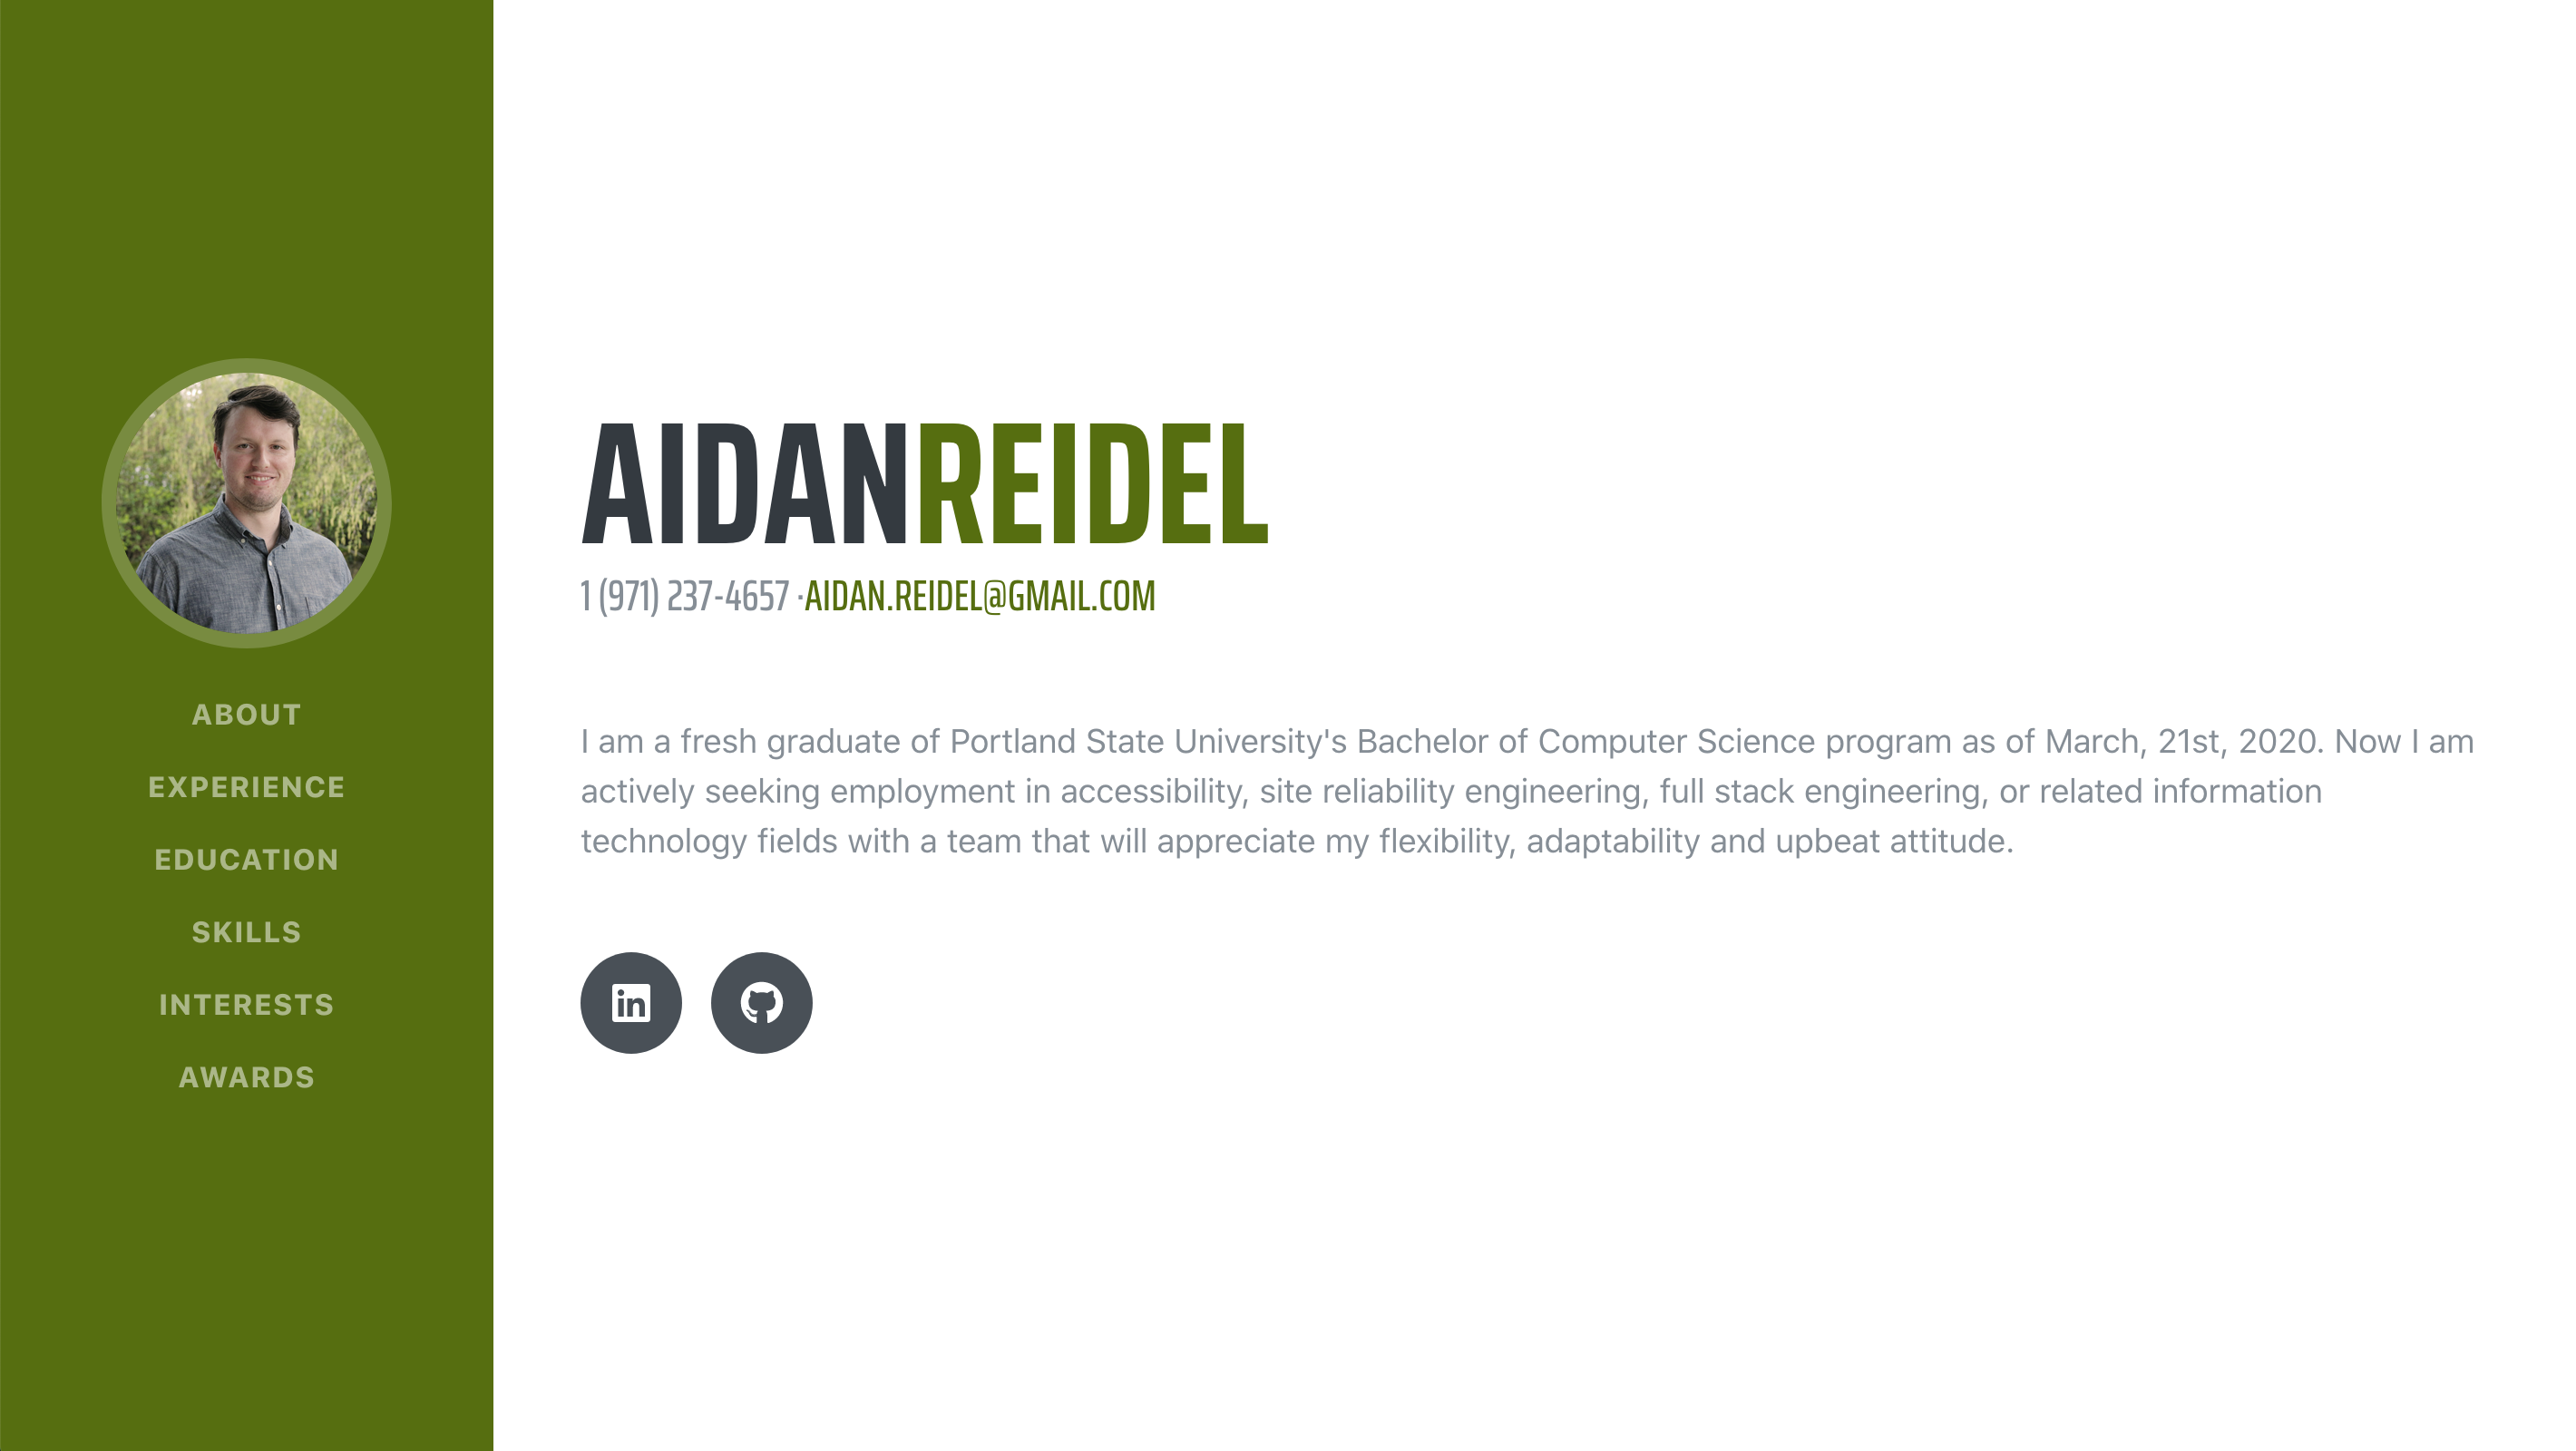 ABOUT
EXPERIENCE
EDUCATION
SKILLS
INTERESTS
AWARDS
AIDANREIDEL
1 (971) 237-4657 ·AIDAN.REIDEL@GMAIL.COM
I am a fresh graduate of Portland State University's Bachelor of Computer Science program as of March, 21st, 2020. Now I am
actively seeking employment in accessibility, site reliability engineering, full stack engineering, or related information
technology fields with a team that will appreciate my flexibility, adaptability and upbeat attitude.
in